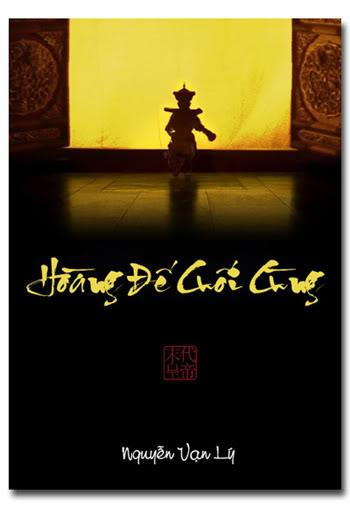 Hoàng Đế Cuối Cùng
末代
皇帝
Nguyễn Vạn Lý